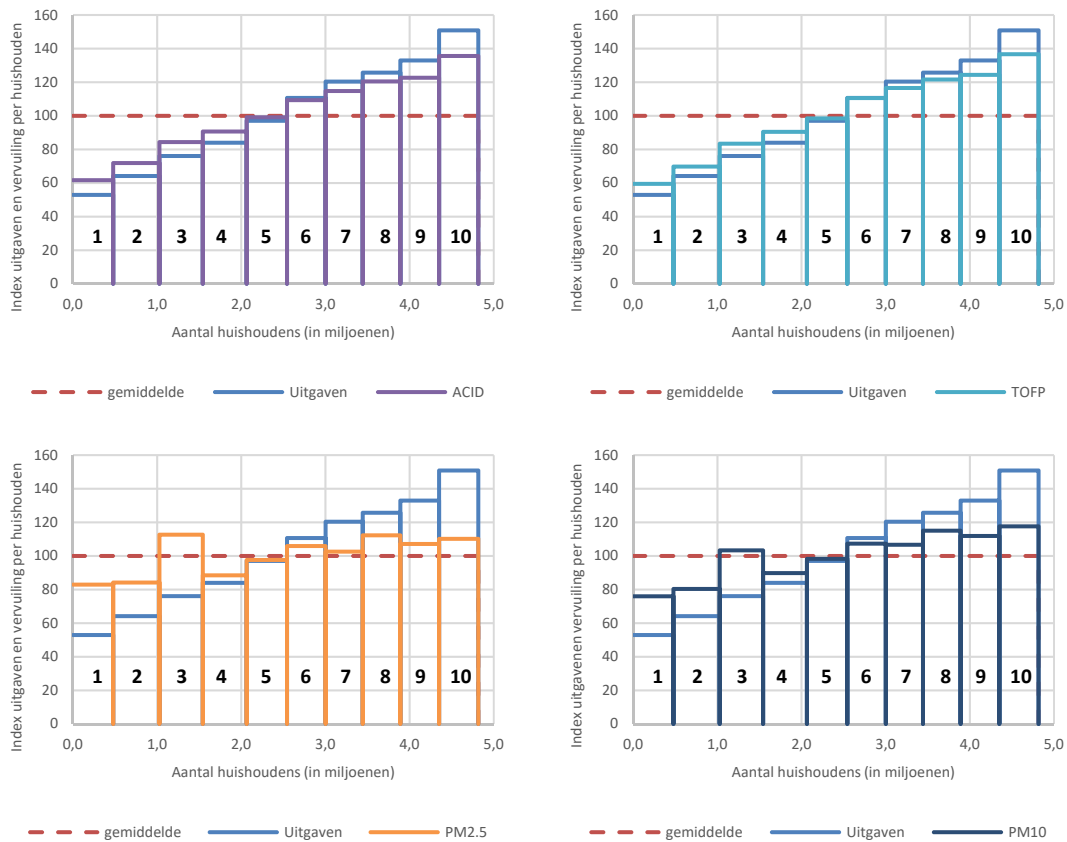 Index uitgaven en vervuiling per huishouden
160
140
120
100
80
60
40
20
0
1 2 3 4 5 6 7 8 9 10
0,0 1,0 2,0 3,0 4,0 5,0
Aantal huishoudens (in miljoenen)
gemiddelde Uitgaven ACID
Index uitgaven en vervuiling per huishouden
160
140
120
100
80
60
40
20
0
1 2 3 4 5 6 7 8 9 10
0,0 1,0 2,0 3,0 4,0 5,0
Aantal huishoudens (in miljoenen)
gemiddelde Uitgaven TOFP
Index uitgaven en vervuiling per huishouden
160
140
120
100
80
60
40
20
0
1 2 3 4 5 6 7 8 9 10
0,0 1,0 2,0 3,0 4,0 5,0
Aantal huishoudens (in miljoenen)
gemiddelde Uitgaven PM2.5
Index uitgavenen vervuiling per huishouden
160
140
120
100
80
60
40
20
0
1 2 3 4 5 6 7 8 9 10
0,0 1,0 2,0 3,0 4,0 5,0
Aantal huishoudens (in miljoenen)
gemiddelde Uitgaven PM10